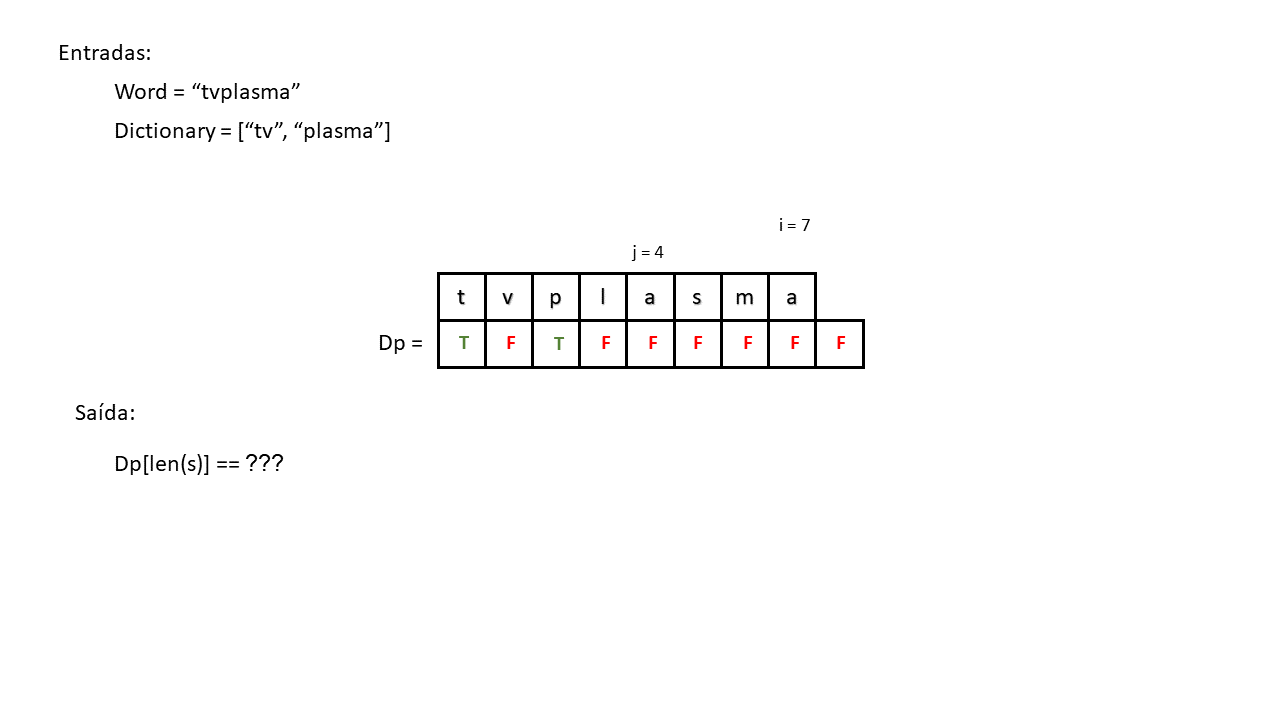 Entradas:
Word = “tvplasma”
Dictionary = [“tv”, “plasma”]
i = 7
j = 4
t v p l a s m a
Dp = T F T F F F F F F
Saída:
Dp[len(s)] == ???